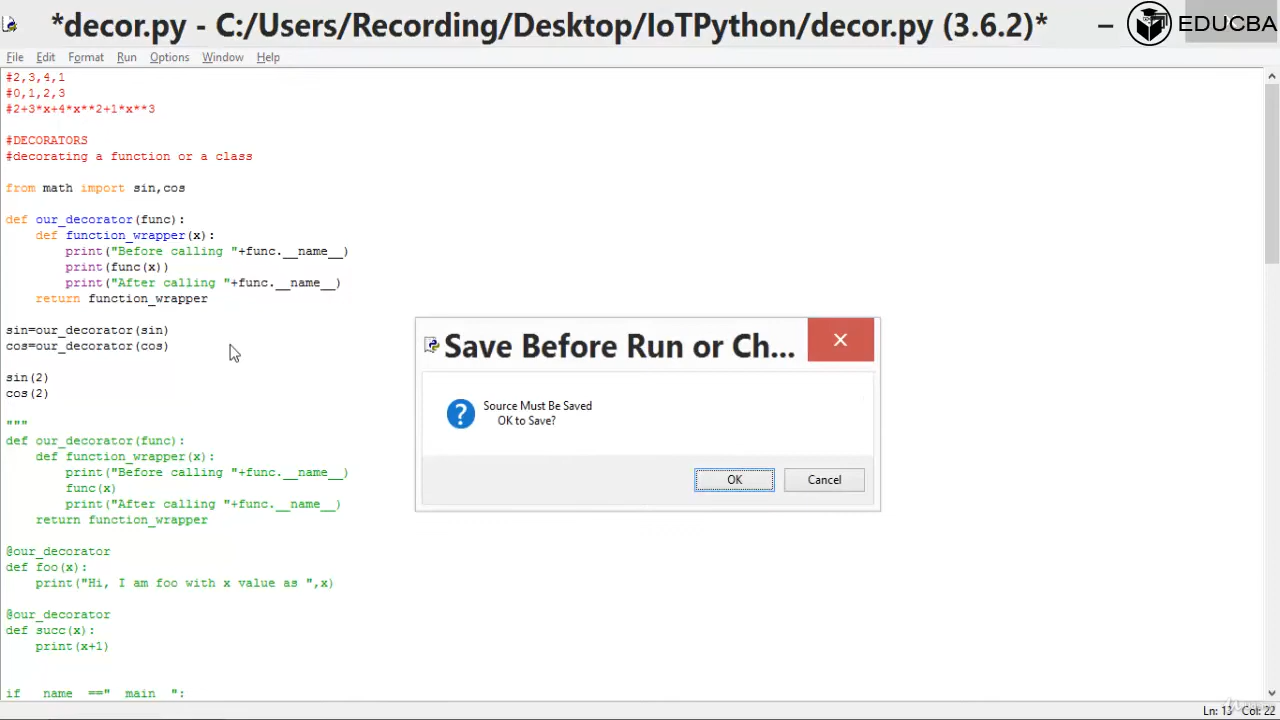 *decor.py - C:/Users/Recording/Desktop/IoTPython/decor.py (3.6.2)*
EDUCBA
File Edit Format Run Options Window Help
#2,3,4,1
#0,1,2,3
#2+3*x+4*x**2+1*x**3
#DECORATORS
#decorating a function or a class
from math import sin,cos
def our_decorator(func):
    def function_wrapper(x):
        print("Before calling "+func.__name__)
        print(func(x))
        print("After calling "+func.__name__)
    return function_wrapper
sin=our_decorator(sin)
cos=our_decorator(cos)
sin(2)
cos(2)
"""
def our_decorator(func):
    def function_wrapper(x):
        print("Before calling "+func.__name__)
        func(x)
        print("After calling "+func.__name__)
    return function_wrapper
@our_decorator
def foo(x):
    print("Hi, I am foo with x value as ",x)
@our_decorator
def succ(x):
    print(x+1)
if __name__=="__main__":
Save Before Run or Ch...
Source Must Be Saved
OK to Save?
OK Cancel
Ln: 13 Col: 22